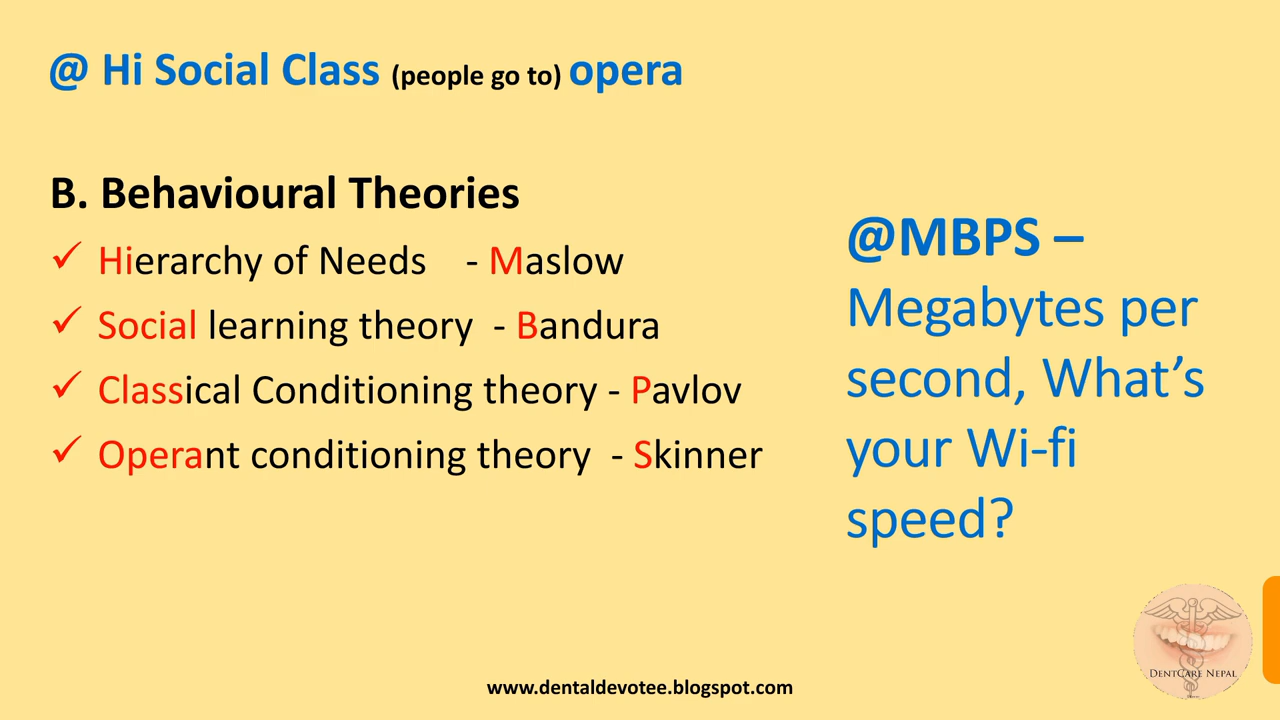 @ Hi Social Class (people go to) opera
B. Behavioural Theories
✓ Hierarchy of Needs - Maslow
✓ Social learning theory - Bandura
✓ Classical Conditioning theory - Pavlov
✓ Operant conditioning theory - Skinner
@MBPS –
Megabytes per
second, What’s
your Wi-fi
speed?
DENTCARE NEPAL
www.dentaldevotee.blogspot.com